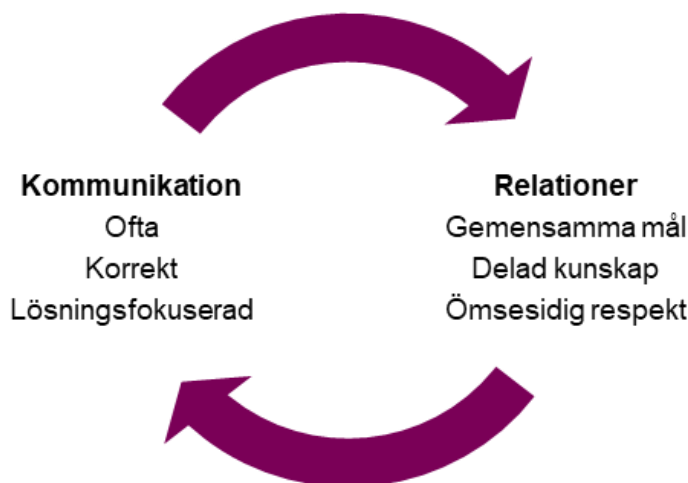 Kommunikation
Ofta
Korrekt
Lösningsfokuserad
Relationer
Gemensamma mål
Delad kunskap
Ömsesidig respekt